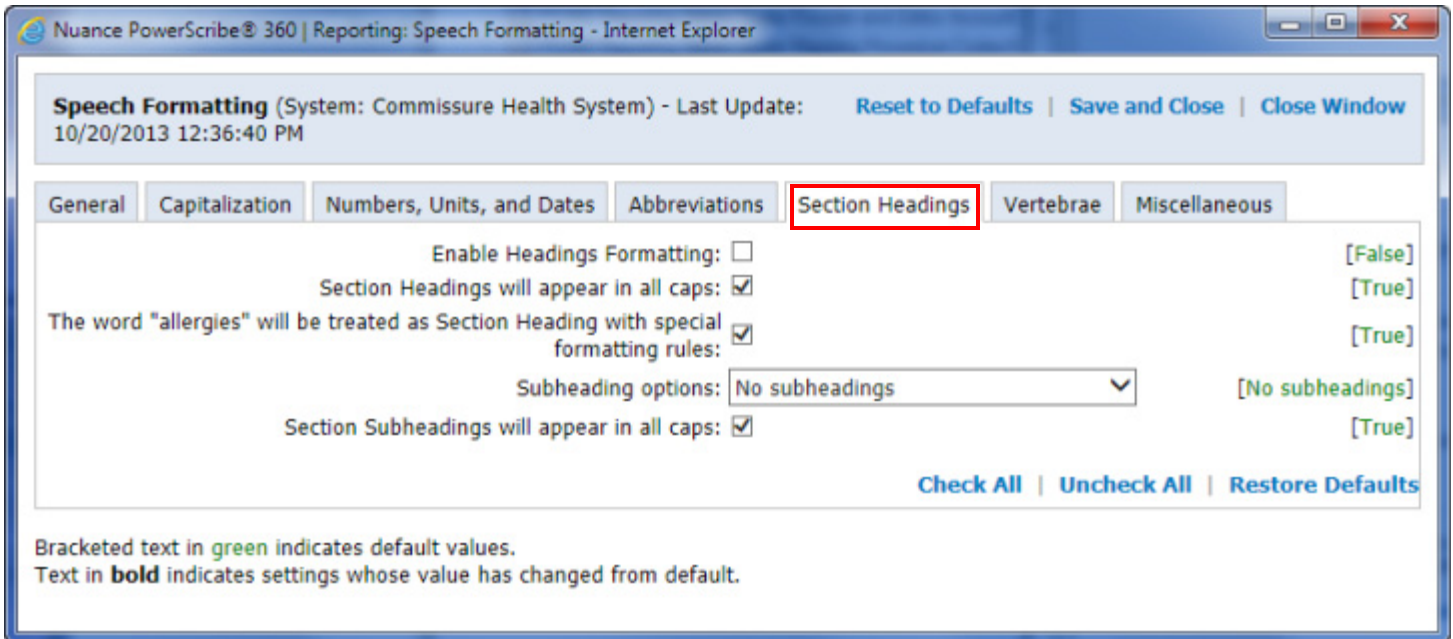 Nuance PowerScribe® 360 | Reporting: Speech Formatting - Internet Explorer
Speech Formatting (System: Commissure Health System) - Last Update: Reset to Defaults | Save and Close | Close Window
10/20/2013 12:36:40 PM
General Capitalization Numbers, Units, and Dates Abbreviations Section Headings Vertebrae Miscellaneous
Enable Headings Formatting: [False]
Section Headings will appear in all caps: [True]
The word "allergies" will be treated as Section Heading with special
formatting rules: [True]
Subheading options: No subheadings [No subheadings]
Section Subheadings will appear in all caps: [True]
Check All | Uncheck All | Restore Defaults
Bracketed text in green indicates default values.
Text in bold indicates settings whose value has changed from default.